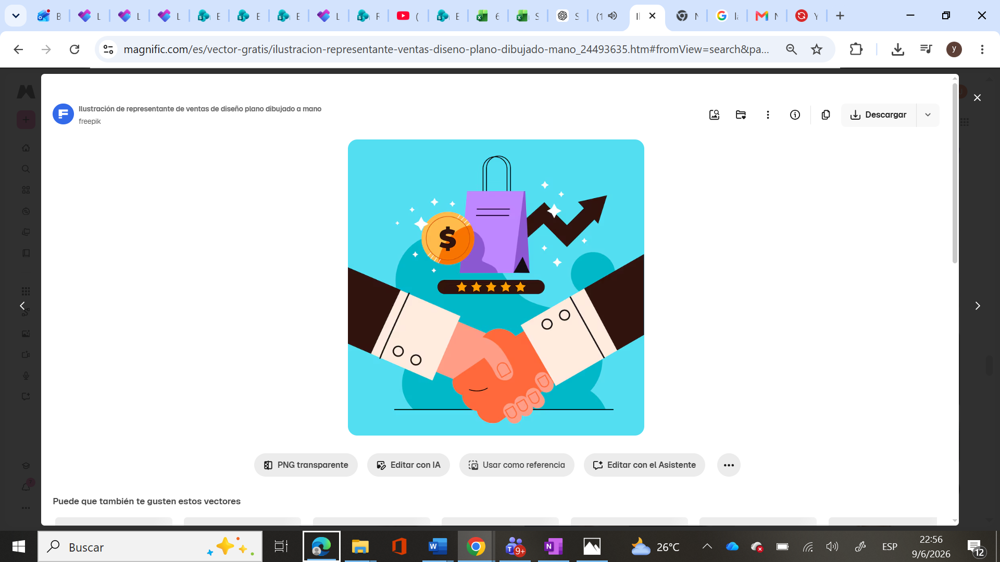 magnific.com/es/vector-gratis/ilustracion-representante-ventas-diseno-plano-dibujado-mano_24493635.htm#fromView=search&pa...
Ilustración de representante de ventas de diseño plano dibujado a mano
freepik
Descargar
$
PNG transparente
Editar con IA
Usar como referencia
Editar con el Asistente
Puede que también te gusten estos vectores
Buscar
9+
26°C
ESP
22:56
9/6/2026
12